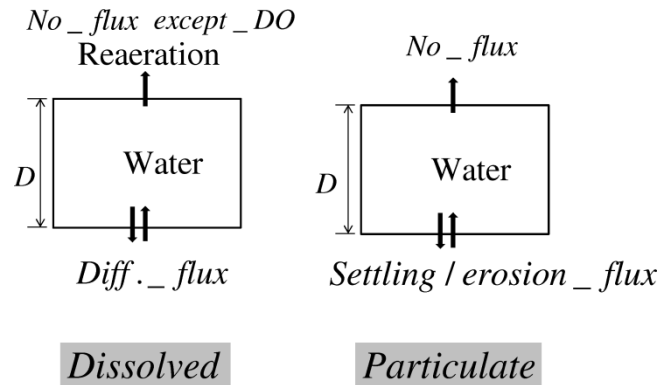 No _ flux except _ DO
Reaeration
D
Water
Diff . _ flux
Dissolved
No _ flux
D
Water
Settling / erosion _ flux
Particulate